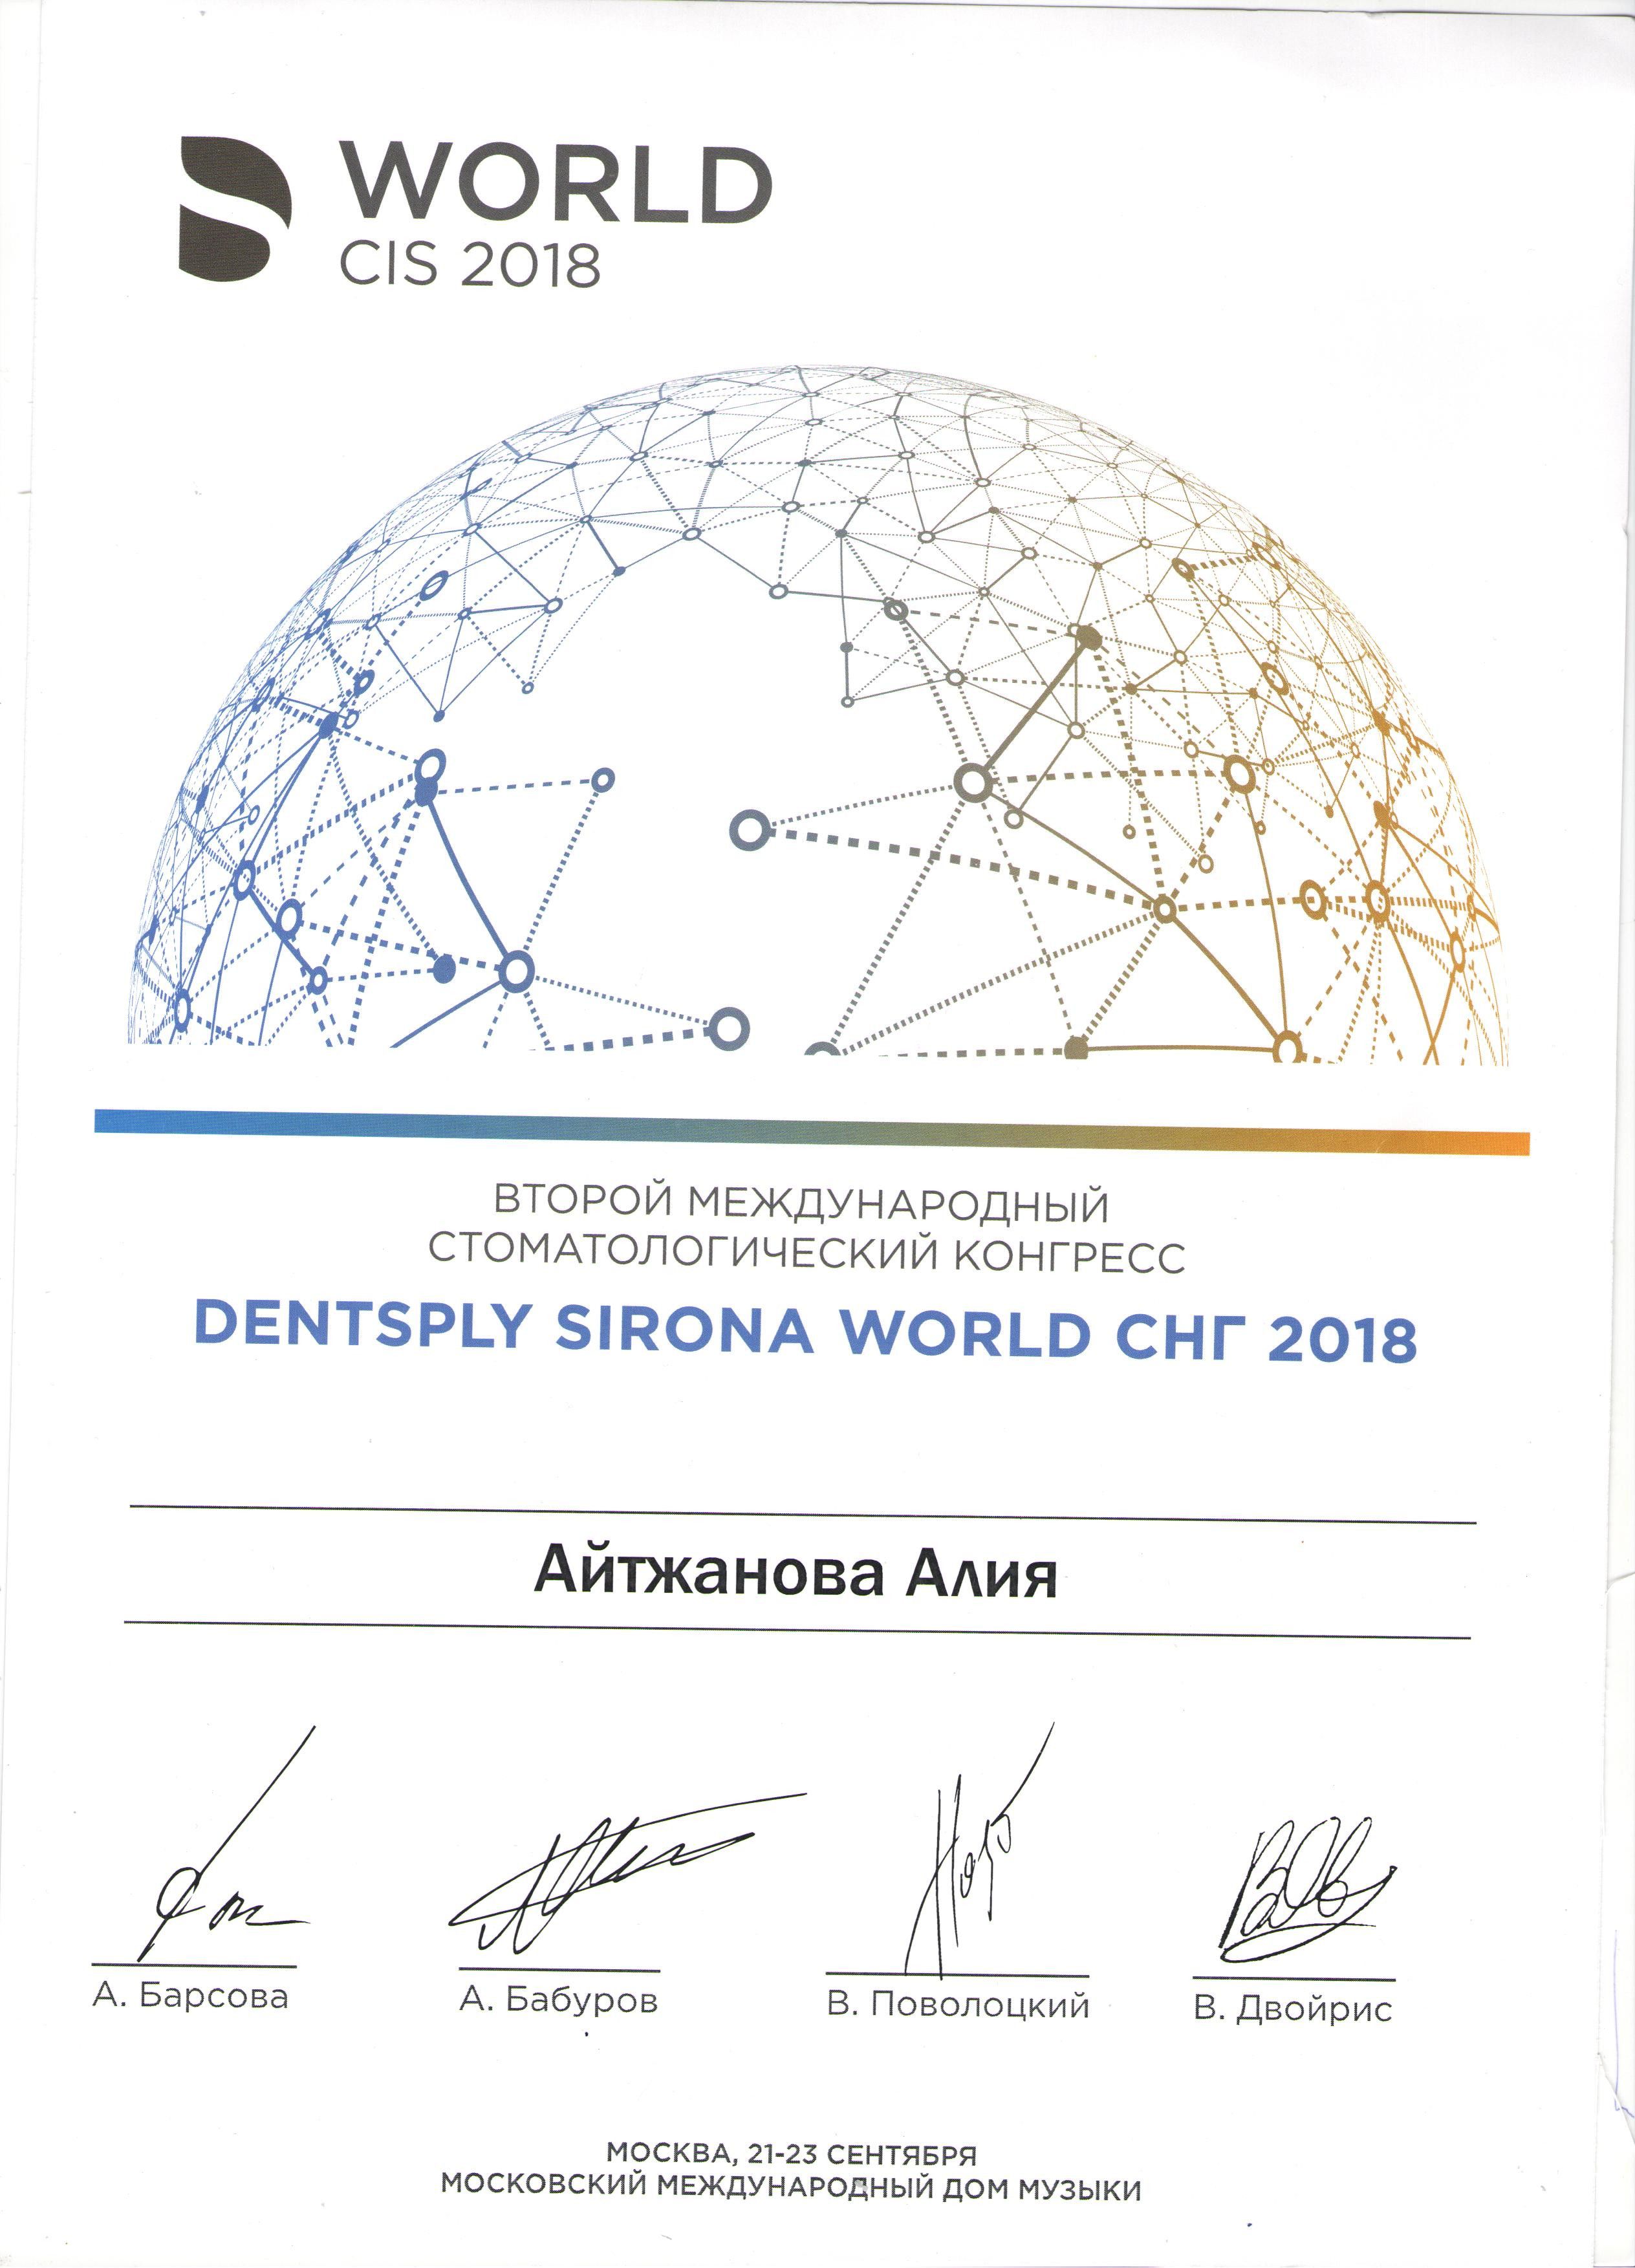 WORLD
CIS 2018
ВТОРОЙ МЕЖДУНАРОДНЫЙ
СТОМАТОЛОГИЧЕСКИЙ КОНГРЕСС
DENTSPLY SIRONA WORLD СНГ 2018
Айтжанова Алия
А. Барсова
А. Бабуров
В. Поволоцкий
В. Двойрис
МОСКВА, 21-23 СЕНТЯБРЯ
МОСКОВСКИЙ МЕЖДУНАРОДНЫЙ ДОМ МУЗЫКИ